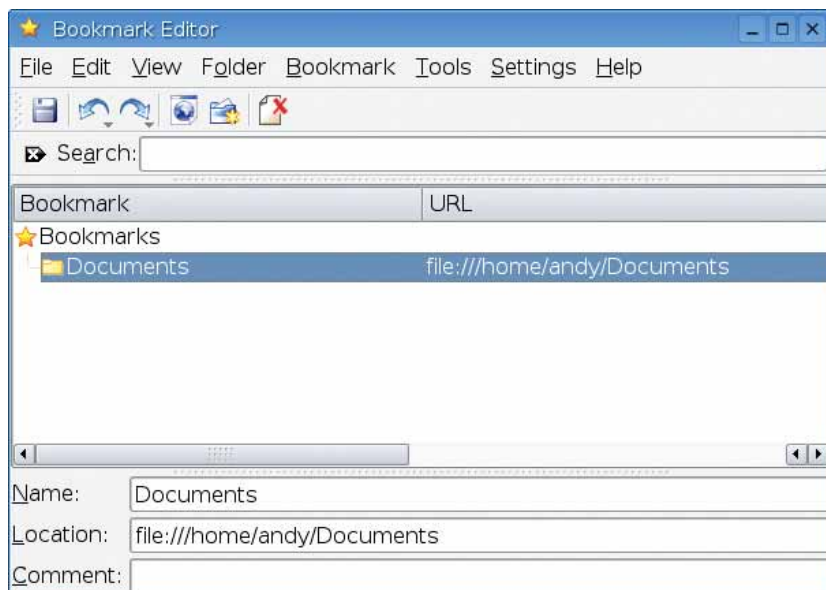 Bookmark Editor
File Edit View Folder Bookmark Tools Settings Help
Search:
Bookmark URL
Bookmarks
Documents file:///home/andy/Documents
Name: Documents
Location: file:///home/andy/Documents
Comment: